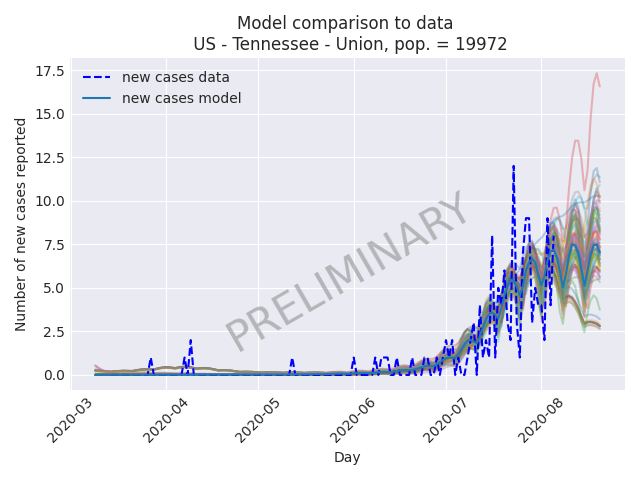 Model comparison to data
US - Tennessee - Union, pop. = 19972
new cases data
new cases model
PRELIMINARY
Number of new cases reported
17.5
15.0
12.5
10.0
7.5
5.0
2.5
0.0
2020-03
2020-04
2020-05
2020-06
2020-07
2020-08
Day